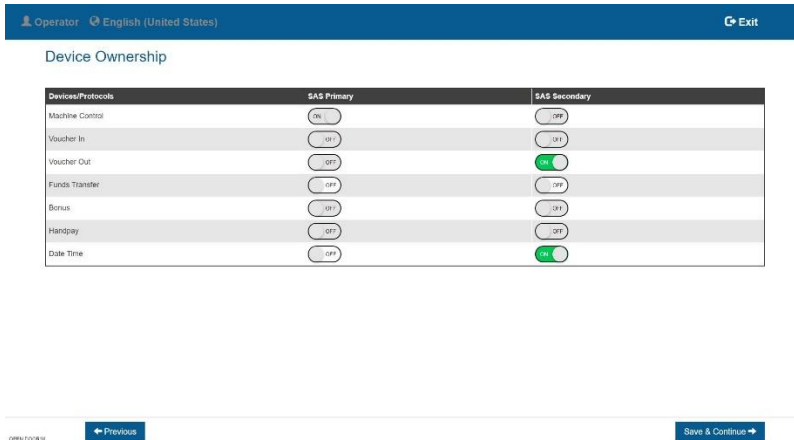 Operator English (United States) Exit
Device Ownership
Devices/Protocols SAS Primary SAS Secondary
Machine Control ON OFF
Voucher In OFF OFF
Voucher Out OFF ON
Funds Transfer OFF OFF
Bonus OFF OFF
Handpay OFF OFF
Date Time OFF ON
Previous Save & Continue